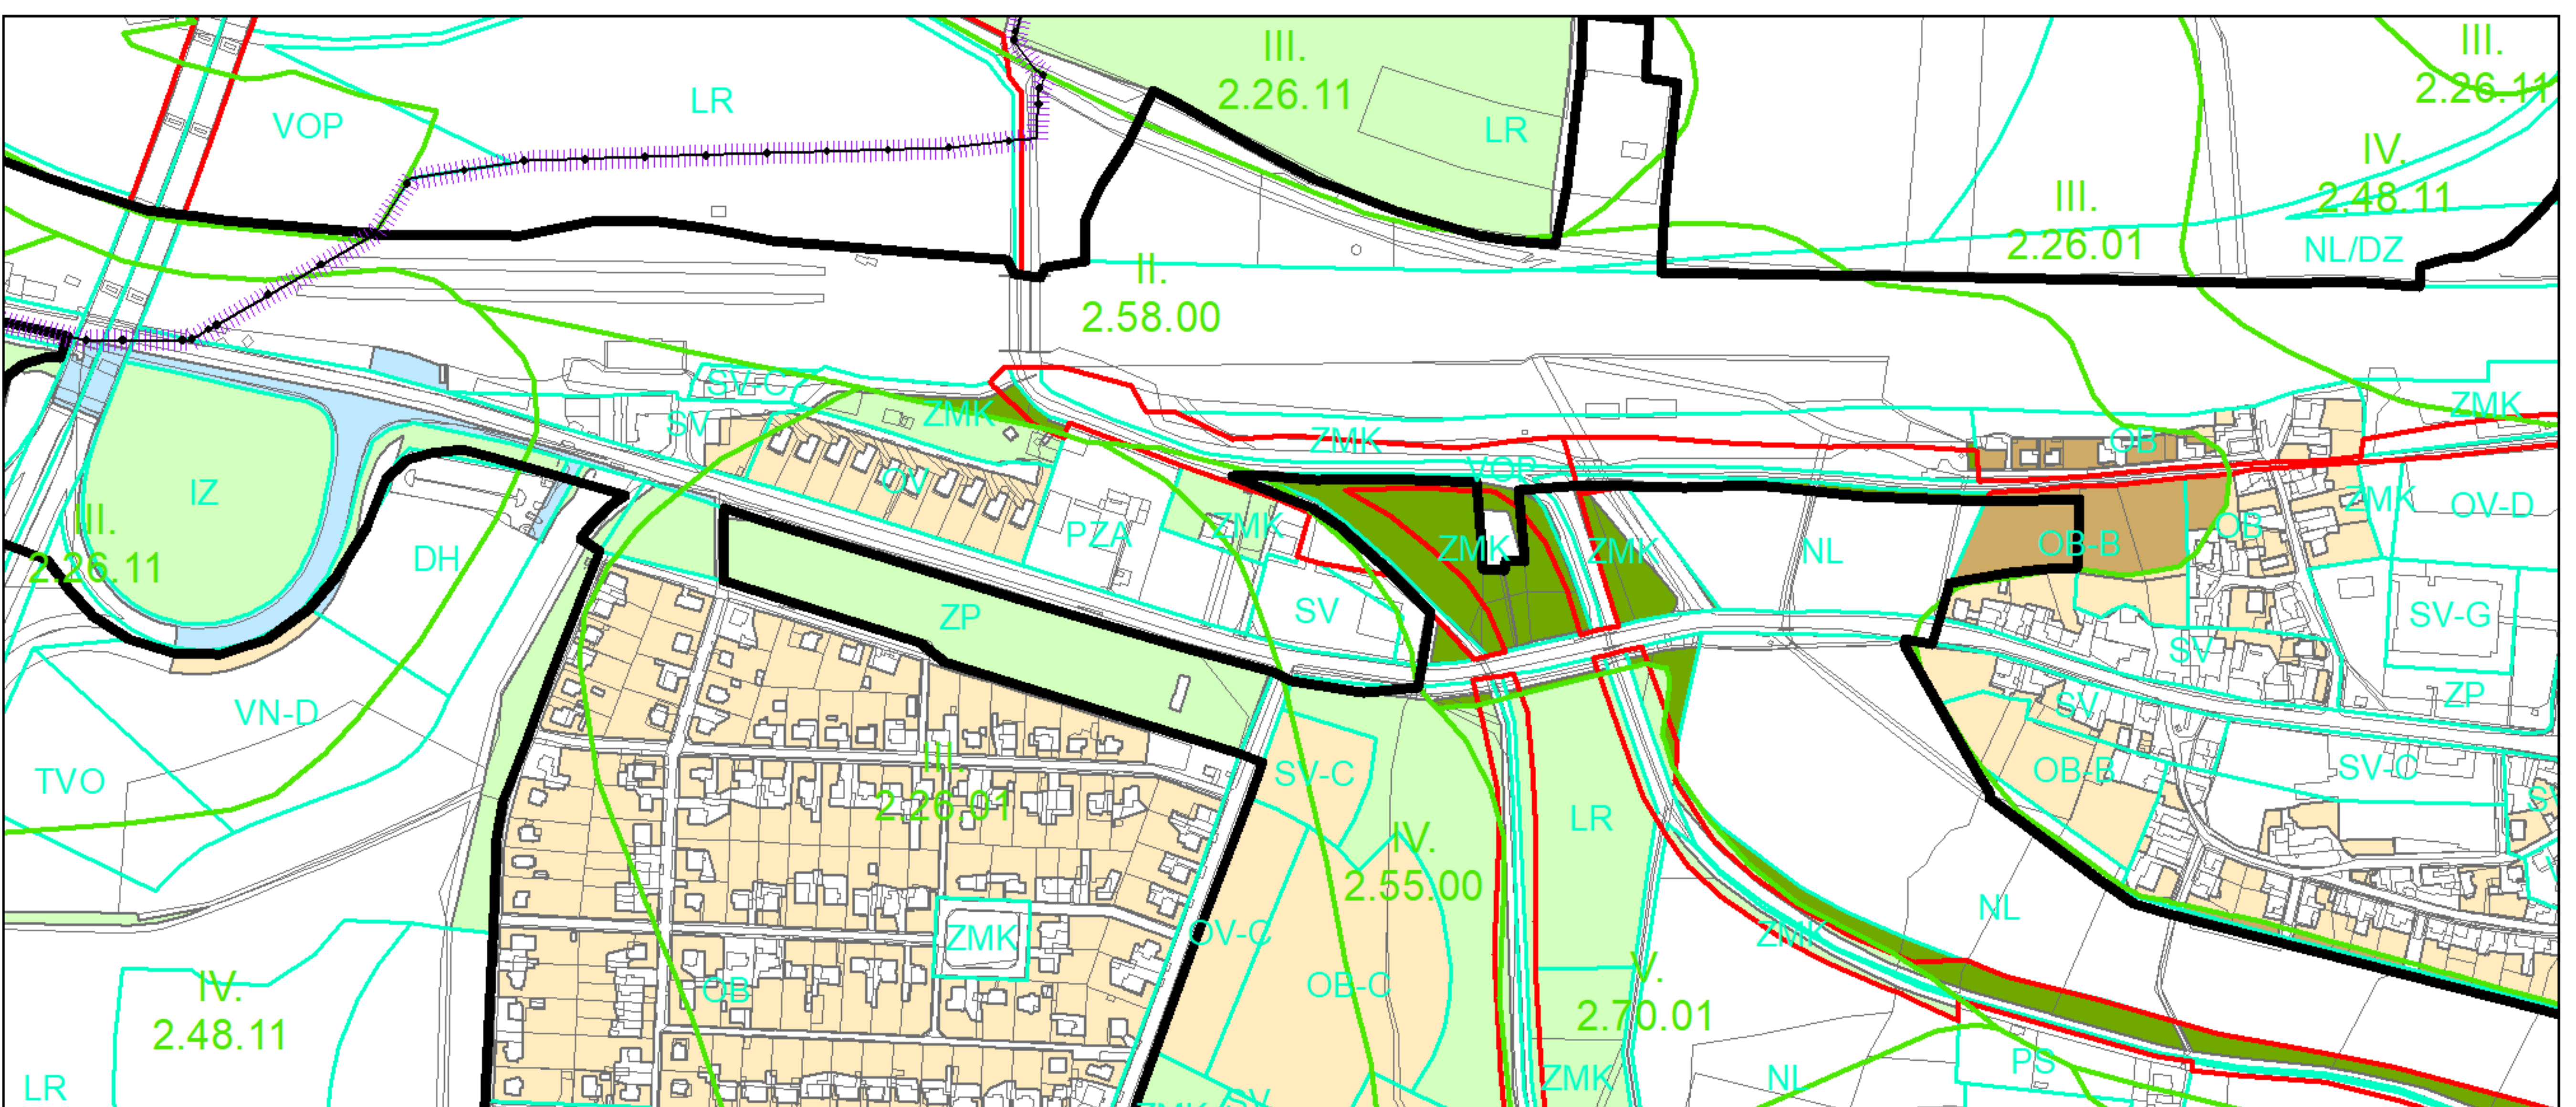 III.
2.26.11
III.
2.26.11
LR
VOP
LR
IV.
2.48.11
III.
2.26.01
NL/DZ
II.
2.58.00
SV-C
SV
ZMK
ZMK
ZMK
OB
VOP
OV
IZ
II.
2.26.11
DH
PZA
ZMK
ZMK
ZMK
NL
OB-B
OB
ZMK
OV-D
ZP
SV
SV
SV-G
ZP
VN-D
TVO
III.
2.26.01
SV-C
SV
OB-B
SV-C
LR
IV.
2.55.00
ZMK
OV-C
OB
OB-C
NL
ZMK
V.
2.70.01
IV.
2.48.11
LR
SV
ZMK
NL
PS